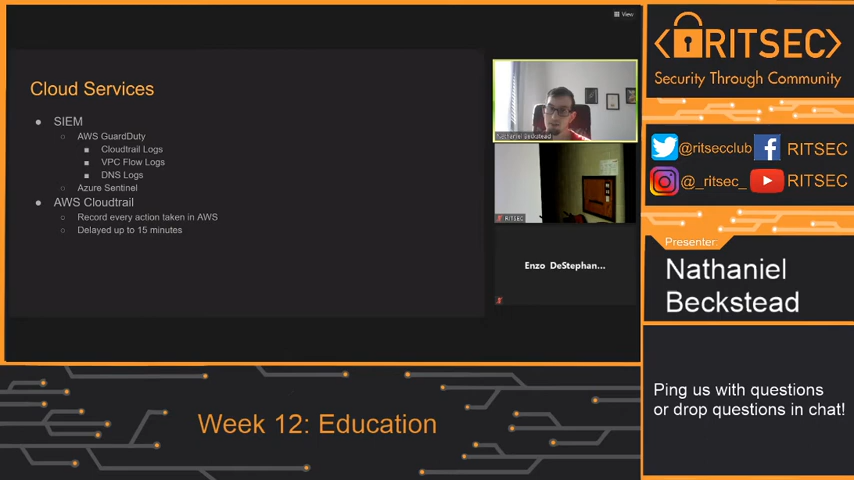 View
Cloud Services
SIEM
AWS GuardDuty
Cloudtrail Logs
VPC Flow Logs
DNS Logs
Azure Sentinel
AWS Cloudtrail
Record every action taken in AWS
Delayed up to 15 minutes
Nathaniel Beckstead
RITSEC
Enzo DeStephan...
<RITSEC>
Security Through Community
@ritsecclub
RITSEC
@_ritsec_
RITSEC
Presenter:
Nathaniel
Beckstead
Ping us with questions
or drop questions in chat!
Week 12: Education